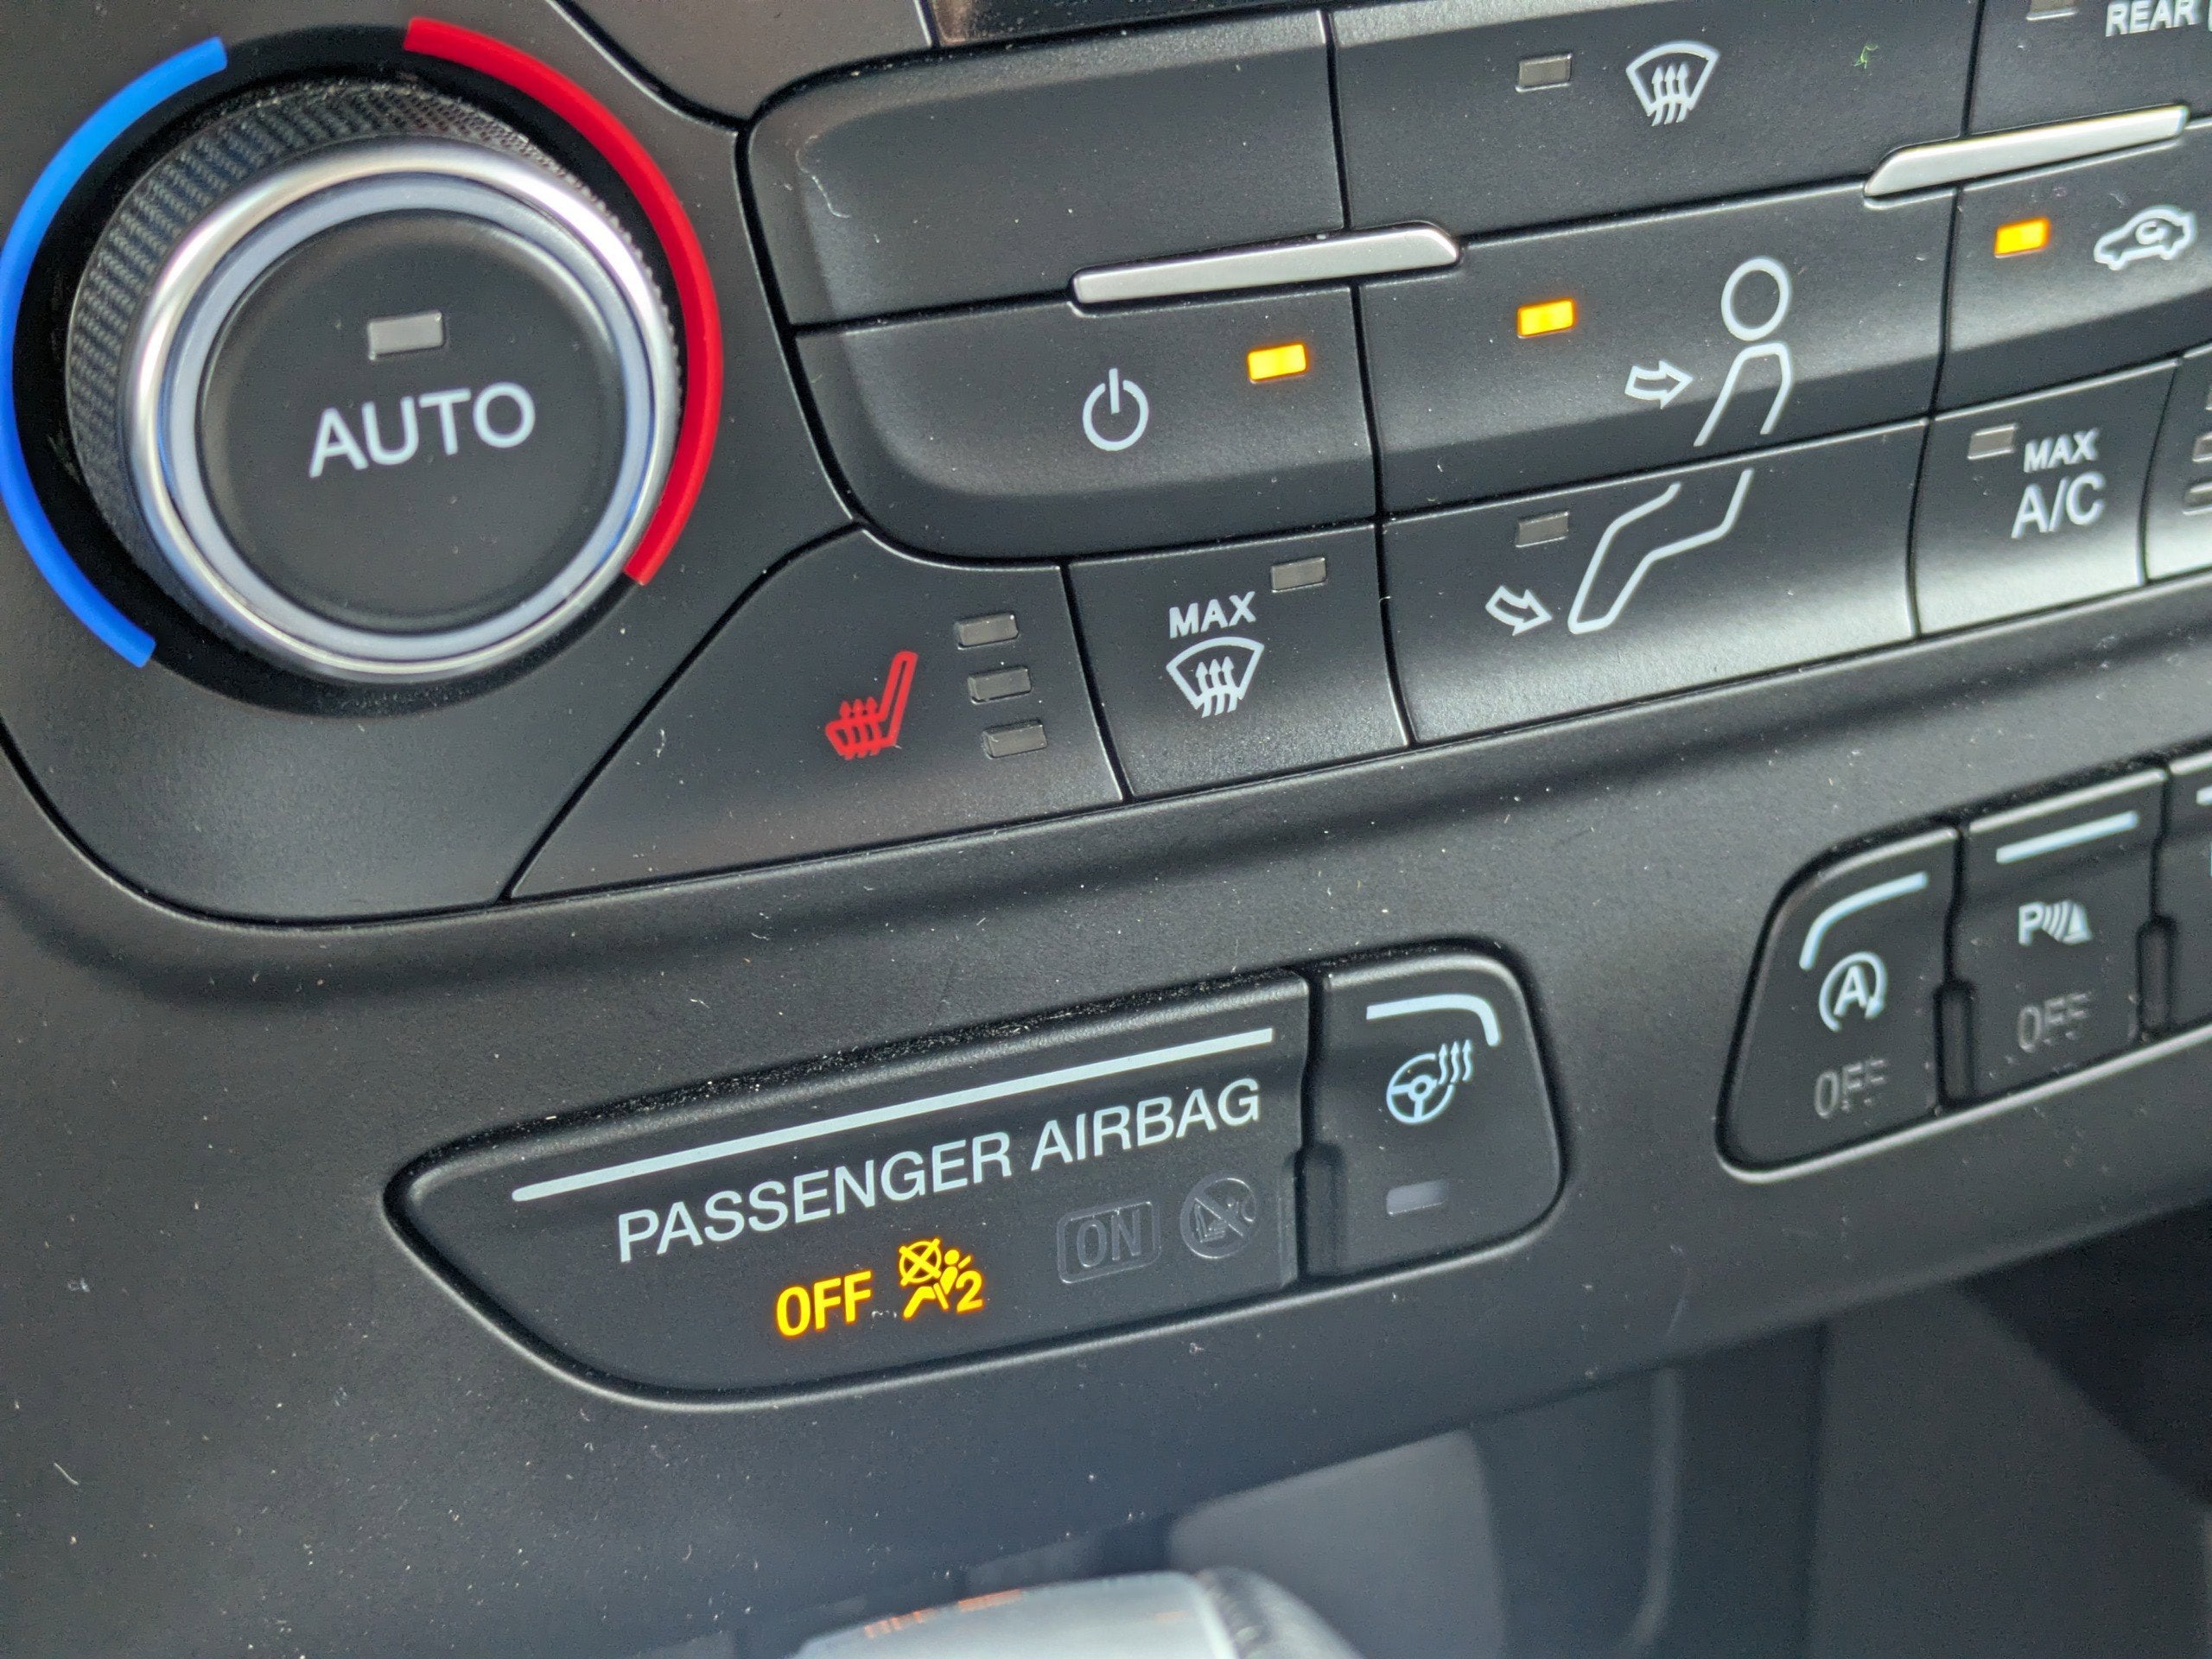 REAR
AUTO
MAX
A/C
MAX
A
OFF
P
OFF
PASSENGER AIRBAG
OFF 2 ON